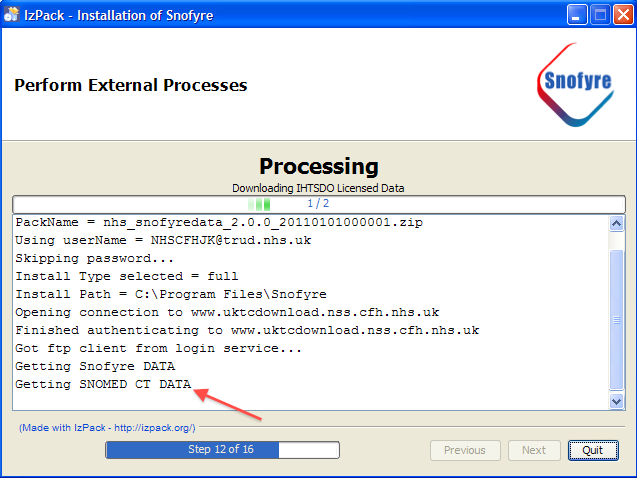 IzPack - Installation of Snofyre
Perform External Processes
Snofyre
Processing
Downloading IHTSDO Licensed Data
1 / 2
PackName = nhs_snofyredata_2.0.0_20110101000001.zip
Using userName = NHSCFHJK@trud.nhs.uk
Skipping password...
Install Type selected = full
Install Path = C:\Program Files\Snofyre
Opening connection to www.uktcdownload.nss.cfh.nhs.uk
Finished authenticating to www.uktcdownload.nss.cfh.nhs.uk
Got ftp client from login service...
Getting Snofyre DATA
Getting SNOMED CT DATA
(Made with IzPack - http://izpack.org/)
Step 12 of 16
Previous
Next
Quit